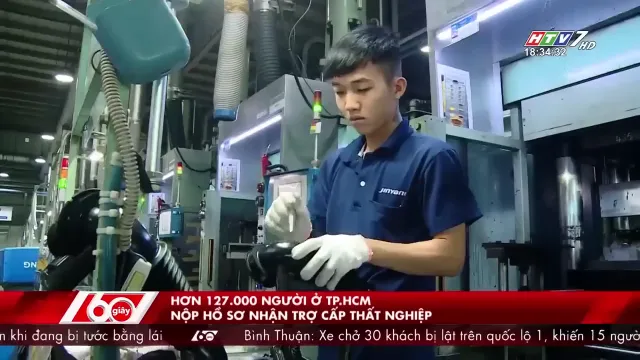 HTV7 HD
18:34:32
JINYANG
HƠN 127.000 NGƯỜI Ở TP.HCM
NỘP HỒ SƠ NHẬN TRỢ CẤP THẤT NGHIỆP
60 giây
n khi đang bị tước bằng lái
Bình Thuận: Xe chở 30 khách bị lật trên quốc lộ 1, khiến 15 người